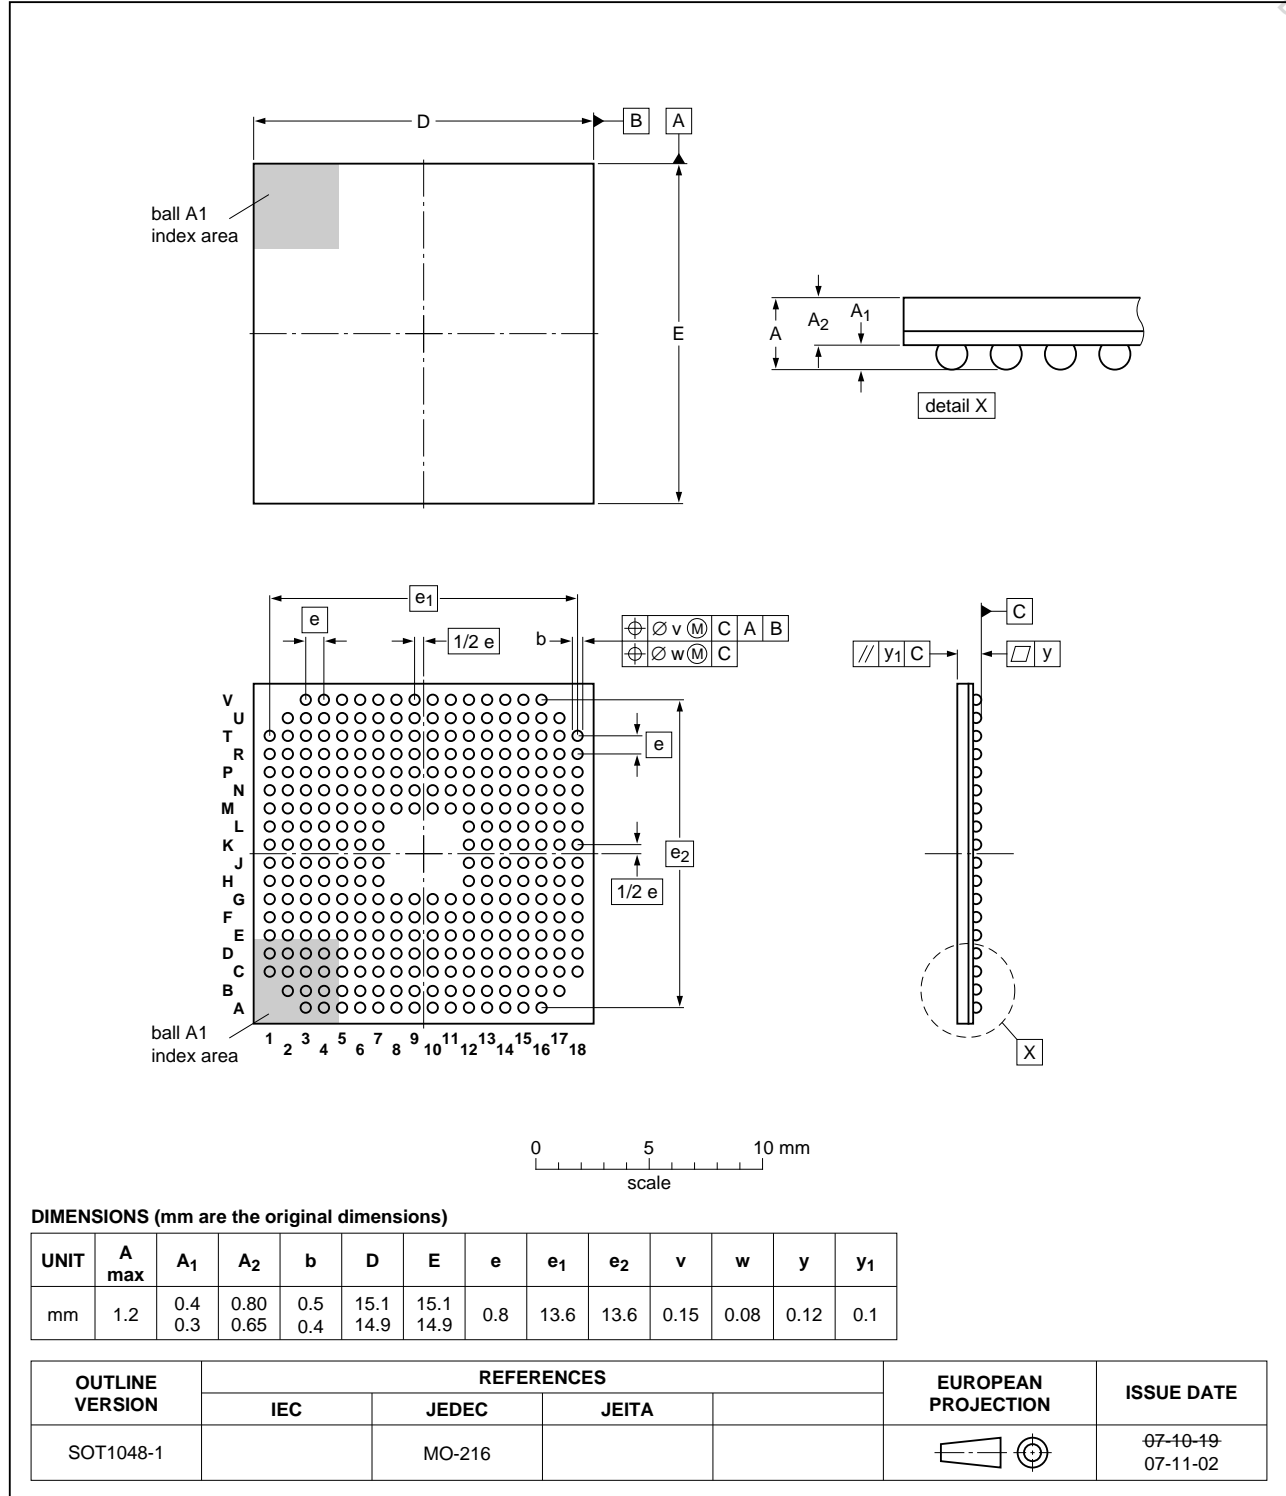 D
B
A
ball A1
index area
E
A
A2
A1
detail X
e1
e
1/2 e
b
⌖ ∅ v Ⓜ C A B
⌖ ∅ w Ⓜ C
C
// y1 C
⏥ y
V
U
T
R
P
N
M
L
K
J
H
G
F
E
D
C
B
A
e
e2
1/2 e
ball A1
index area
1 2 3 4 5 6 7 8 9 10 11 12 13 14 15 16 17 18
X
0 5 10 mm
scale
DIMENSIONS (mm are the original dimensions)
UNIT A max A1 A2 b D E e e1 e2 v w y y1
mm 1.2 0.4 0.3 0.80 0.65 0.5 0.4 15.1 14.9 15.1 14.9 0.8 13.6 13.6 0.15 0.08 0.12 0.1
OUTLINE VERSION REFERENCES EUROPEAN PROJECTION ISSUE DATE
IEC JEDEC JEITA
SOT1048-1 MO-216 07-10-19
07-11-02